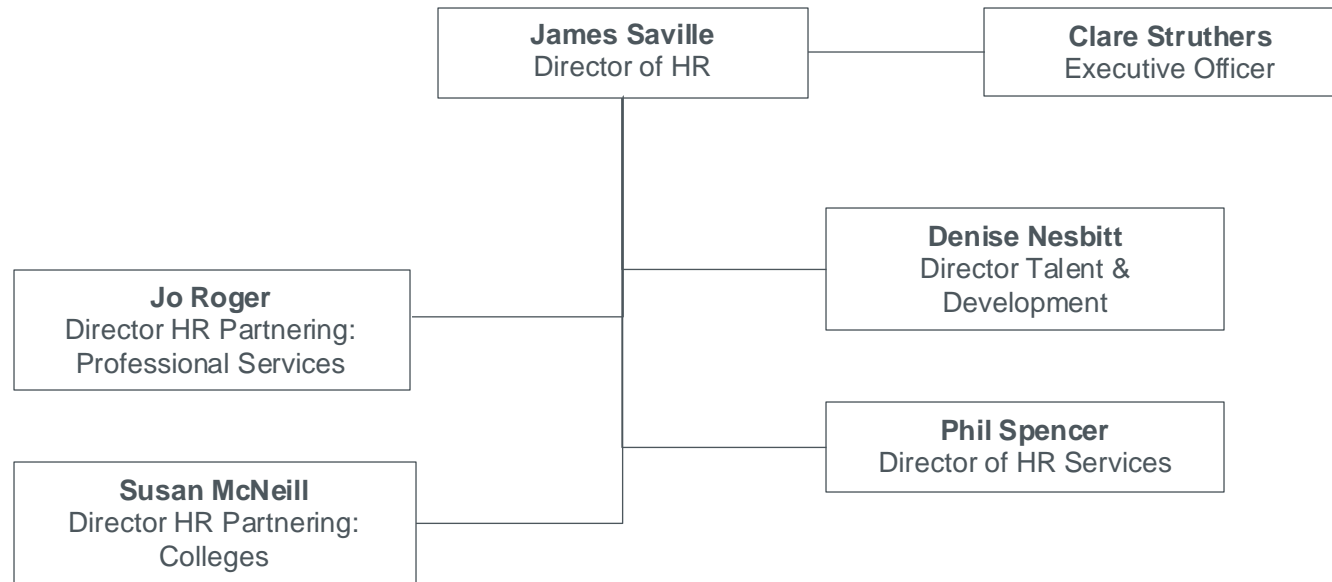 James Saville
Director of HR
Clare Struthers
Executive Officer
Denise Nesbitt
Director Talent &
Development
Jo Roger
Director HR Partnering:
Professional Services
Phil Spencer
Director of HR Services
Susan McNeill
Director HR Partnering:
Colleges